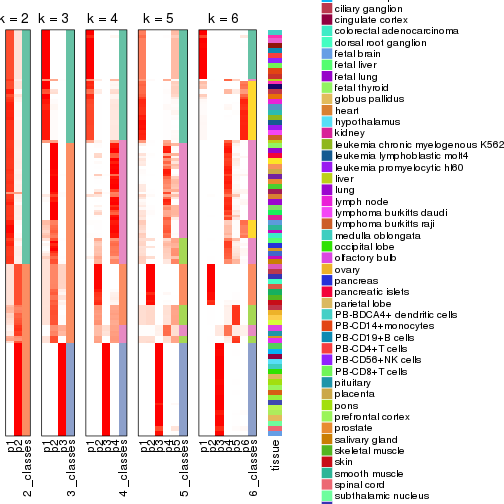 k = 2 k = 3 k = 4 k = 5 k = 6
p1
p2
2_classes
p1
p2
p3
3_classes
p1
p2
p3
p4
4_classes
p1
p2
p3
p4
p5
5_classes
p1
p2
p3
p4
p5
p6
6_classes
tissue
ciliary ganglion
cingulate cortex
colorectal adenocarcinoma
dorsal root ganglion
fetal brain
fetal liver
fetal lung
fetal thyroid
globus pallidus
heart
hypothalamus
kidney
leukemia chronic myelogenous K562
leukemia lymphoblastic molt4
leukemia promyelocytic hl60
liver
lung
lymph node
lymphoma burkitts daudi
lymphoma burkitts raji
medulla oblongata
occipital lobe
olfactory bulb
ovary
pancreas
pancreatic islets
parietal lobe
PB-BDCA4+ dendritic cells
PB-CD14+monocytes
PB-CD19+B cells
PB-CD4+T cells
PB-CD56+NK cells
PB-CD8+T cells
pituitary
placenta
pons
prefrontal cortex
prostate
salivary gland
skeletal muscle
skin
smooth muscle
spinal cord
subthalamic nucleus